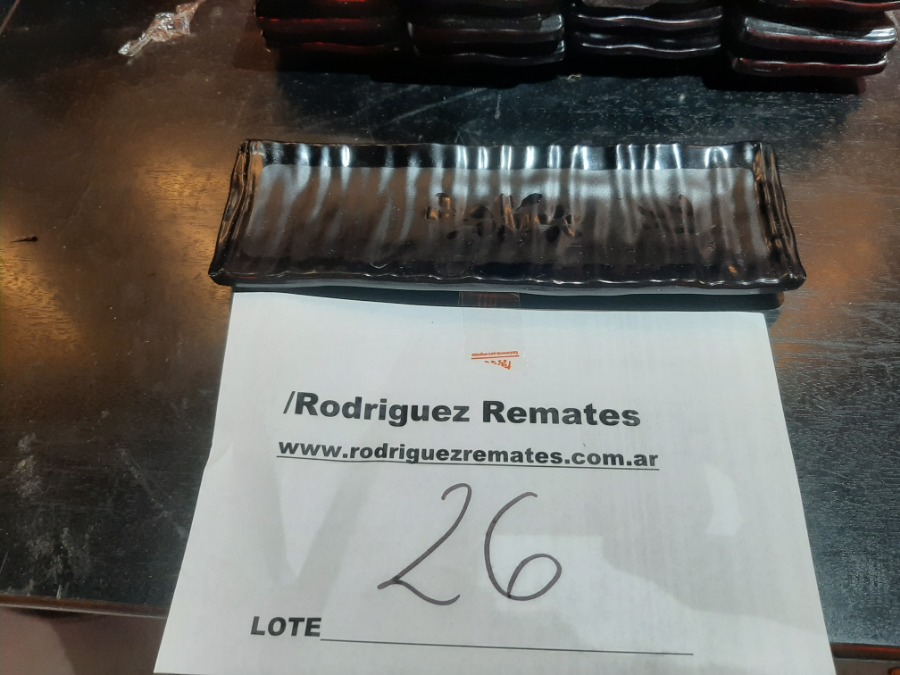 /Rodriguez Remates
www.rodriguezremates.com.ar
26
LOTE